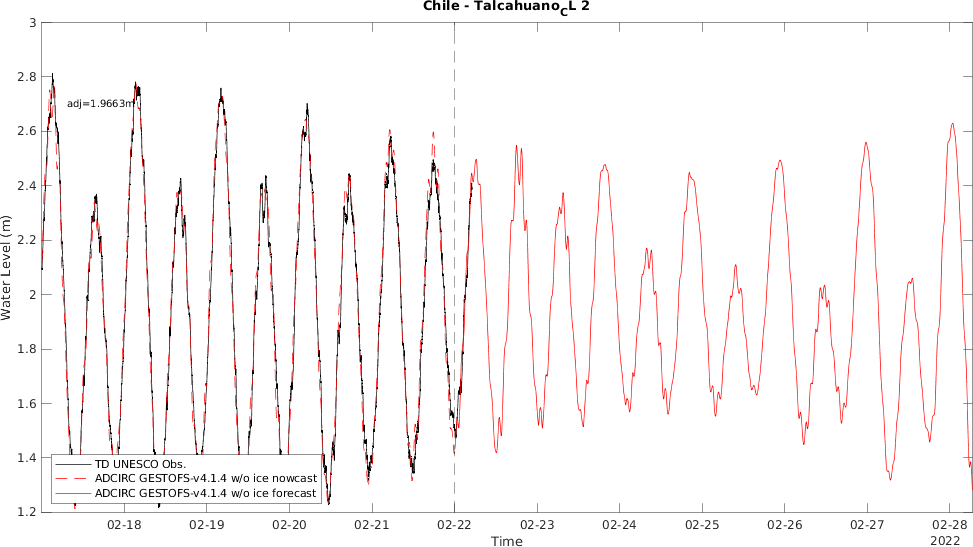 Chile - TalcahuanoCL 2
3
2.8
adj=1.9663m
2.6
2.4
2.2
2
1.8
1.6
1.4
1.2
Water Level (m)
TD UNESCO Obs.
ADCIRC GESTOFS-v4.1.4 w/o ice nowcast
ADCIRC GESTOFS-v4.1.4 w/o ice forecast
02-18 02-19 02-20 02-21 02-22 02-23 02-24 02-25 02-26 02-27 02-28
Time
2022